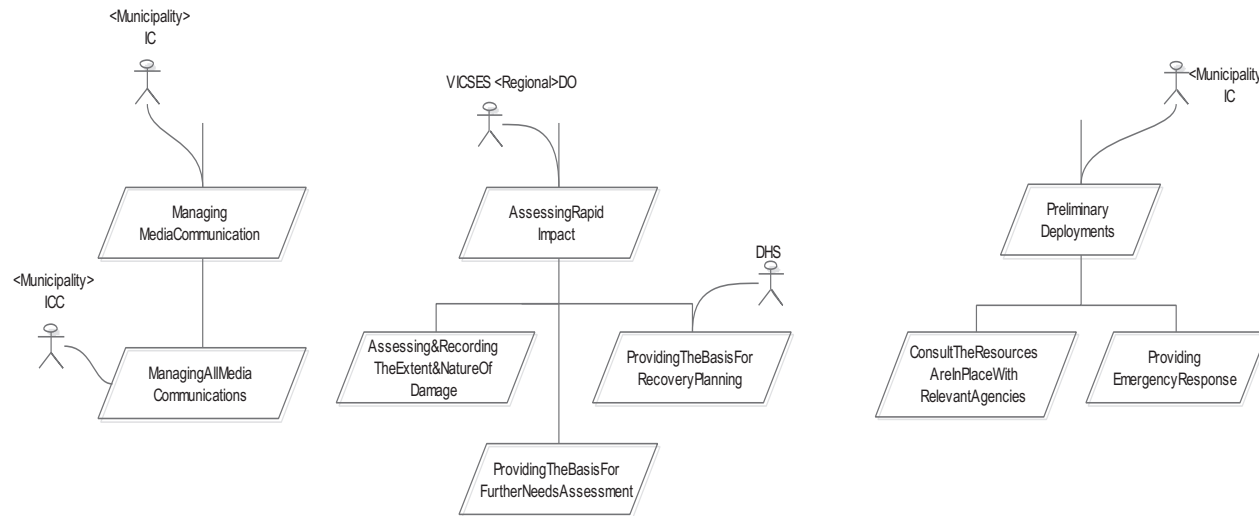 <Municipality>
IC
Managing
MediaCommunication
<Municipality>
ICC
ManagingAllMedia
Communications
VICSES <Regional>DO
AssessingRapid
Impact
DHS
Assessing&Recording
TheExtent&NatureOf
Damage
ProvidingTheBasisFor
RecoveryPlanning
ProvidingTheBasisFor
FurtherNeedsAssessment
<Municipality
IC
Preliminary
Deployments
ConsultTheResources
AreInPlaceWith
RelevantAgencies
Providing
EmergencyResponse